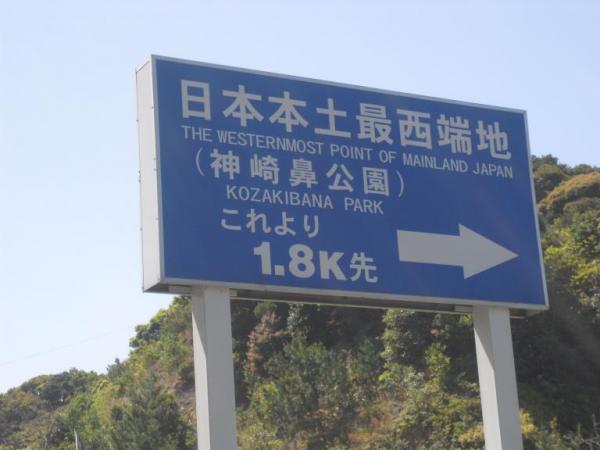 日本本土最西端地
THE WESTERNMOST POINT OF MAINLAND JAPAN
(神崎鼻公園)
KOZAKIBANA PARK
これより
1.8K先